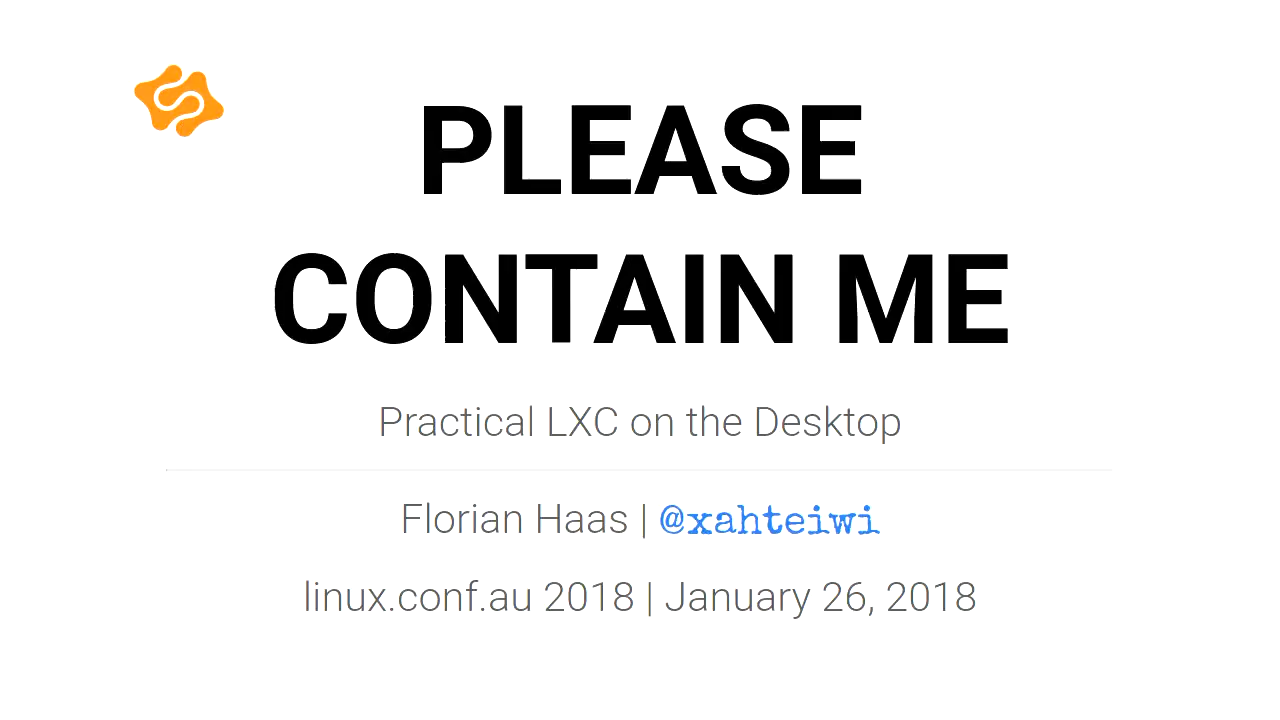 PLEASE
CONTAIN ME
Practical LXC on the Desktop
Florian Haas | @xahteiwi
linux.conf.au 2018 | January 26, 2018